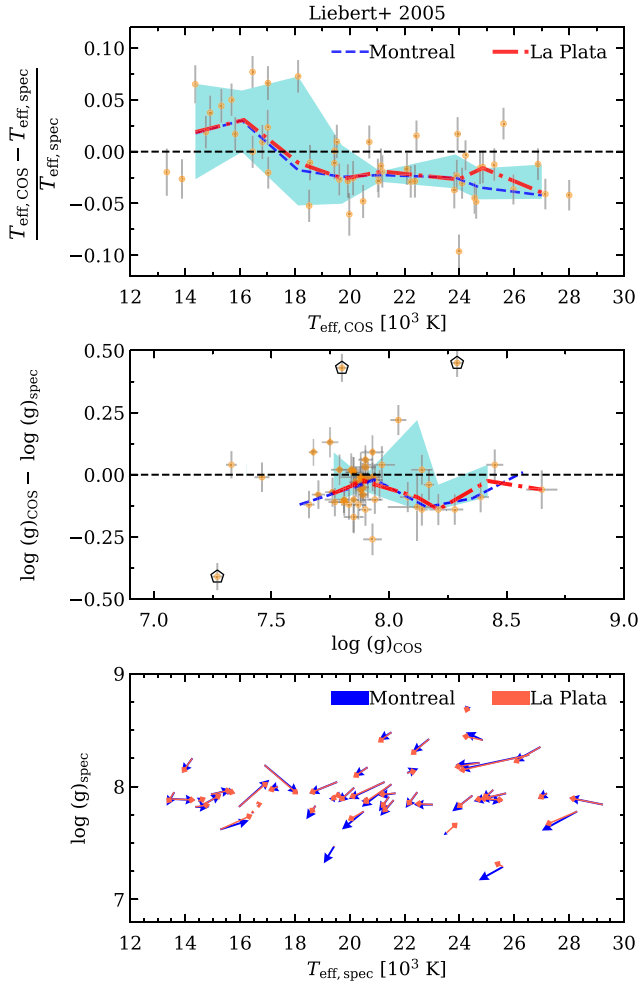 Liebert+ 2005
Montreal La Plata
T_eff, COS − T_eff, spec
T_eff, spec
0.10
0.05
0.00
−0.05
−0.10
12 14 16 18 20 22 24 26 28 30
T_eff, COS [10³ K]
log (g)_COS − log (g)_spec
0.50
0.25
0.00
−0.25
−0.50
7.0 7.5 8.0 8.5 9.0
log (g)_COS
Montreal La Plata
log (g)_spec
9
8
7
12 14 16 18 20 22 24 26 28 30
T_eff, spec [10³ K]